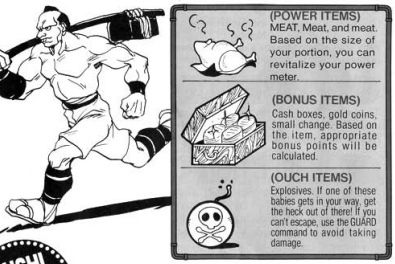 (POWER ITEMS)
MEAT, Meat, and meat.
Based on the size of
your portion, you can
revitalize your power
meter.
(BONUS ITEMS)
Cash boxes, gold coins,
small change. Based on
the item, appropriate
bonus points will be
calculated.
(OUCH ITEMS)
Explosives. If one of these
babies gets in your way, get
the heck out of there! If you
can't escape, use the GUARD
command to avoid taking
damage.